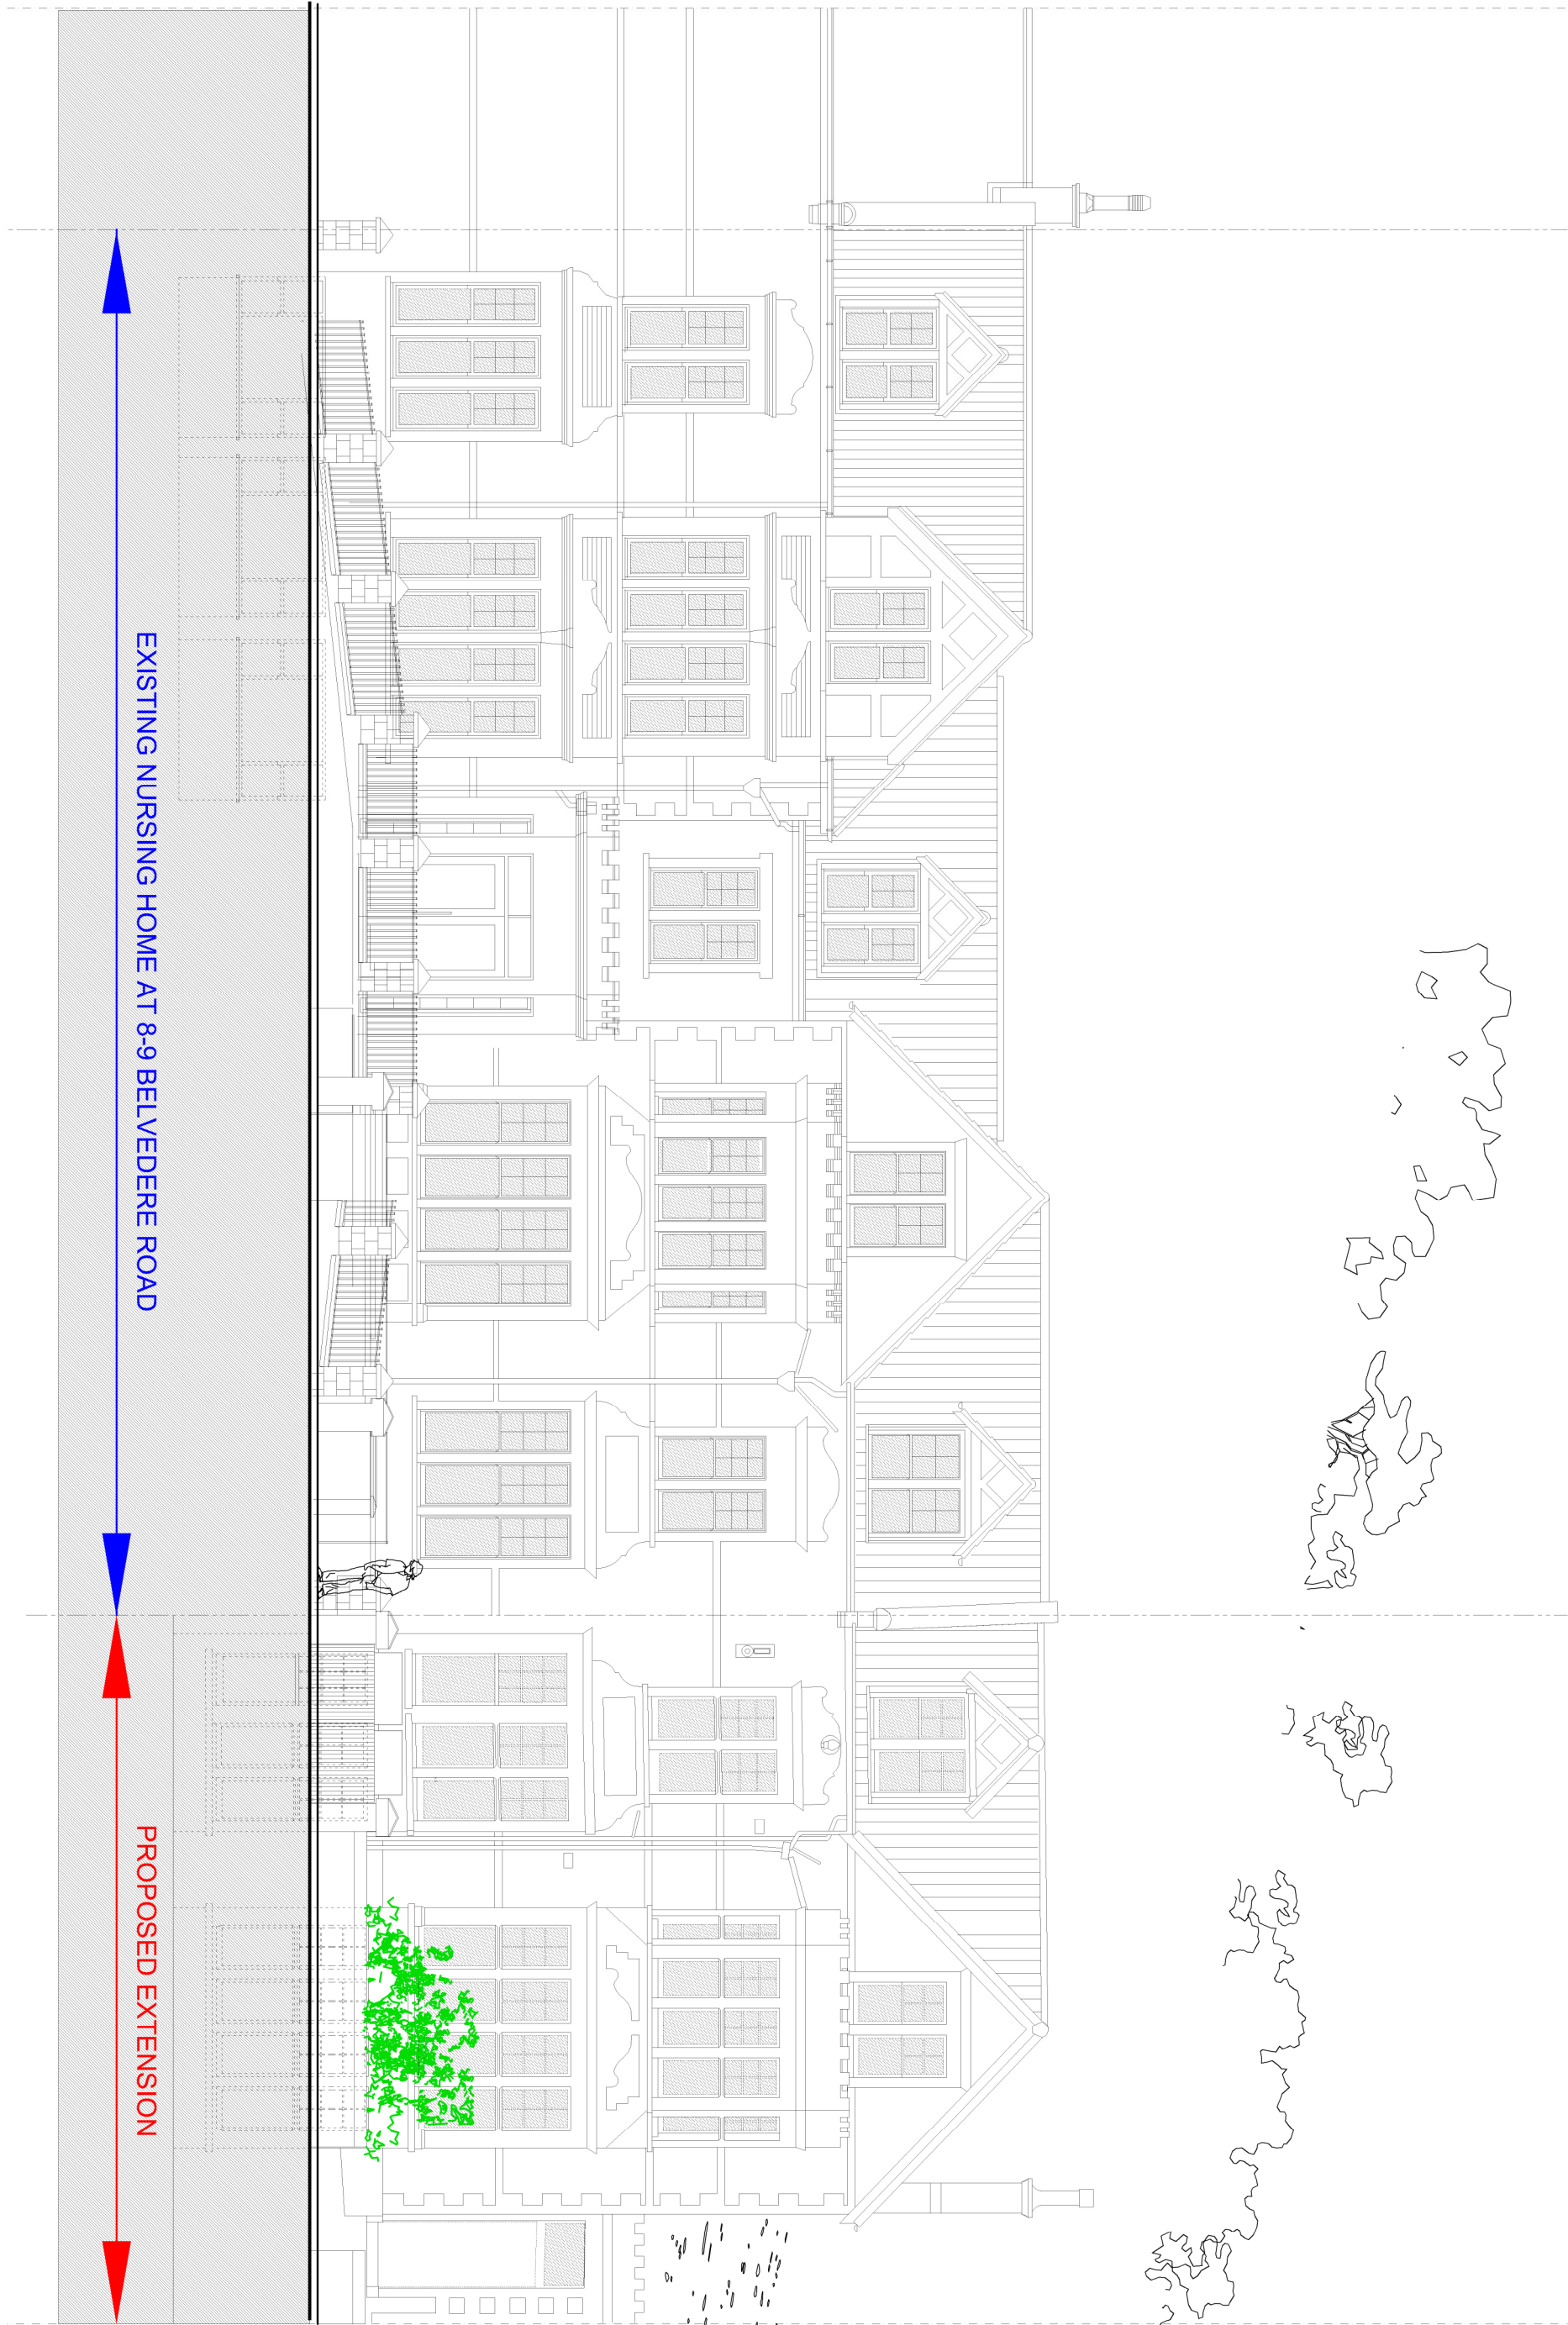 EXISTING NURSING HOME AT 8-9 BELVEDERE ROAD
PROPOSED EXTENSION